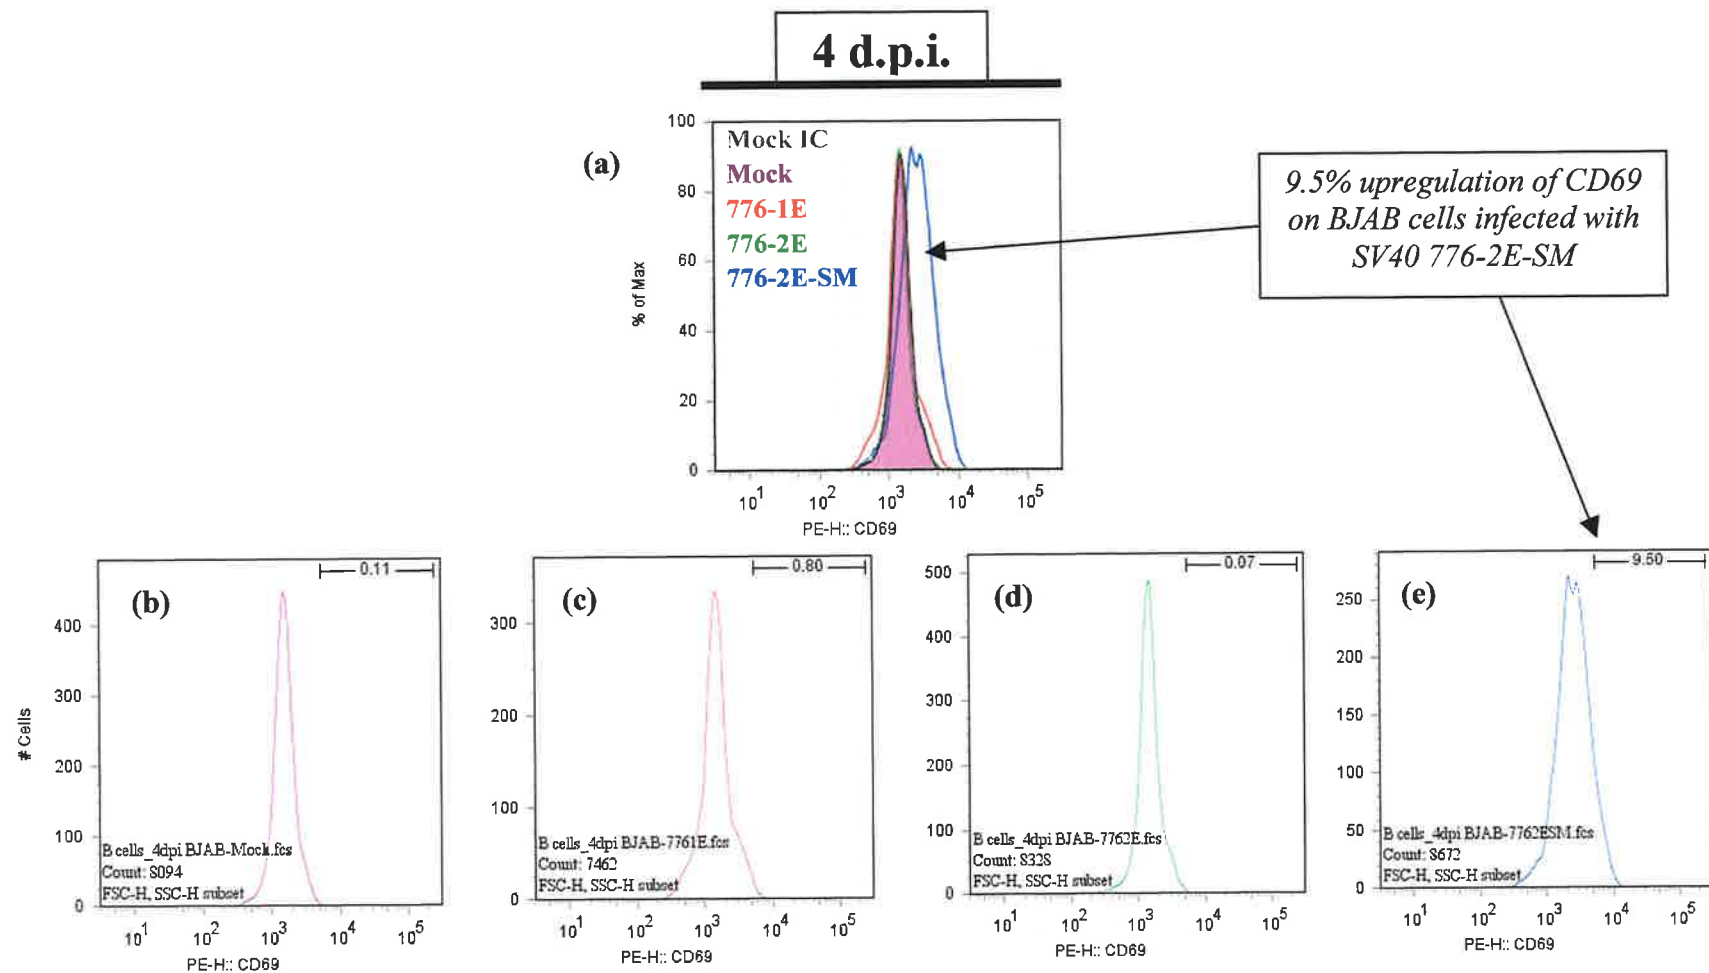 4 d.p.i.
(a)
Mock IC
Mock
776-1E
776-2E
776-2E-SM
100
80
60
40
20
0
% of Max
10^1 10^2 10^3 10^4 10^5
PE-H:: CD69
9.5% upregulation of CD69
on BJAB cells infected with
SV40 776-2E-SM
(b)
0.11
400
300
200
100
0
# Cells
B cells_4dpi BJAB-Mock.fcs
Count: 8094
FSC-H, SSC-H subset
10^1 10^2 10^3 10^4 10^5
PE-H:: CD69
(c)
0.80
300
200
100
0
B cells_4dpi BJAB-7761E.fcs
Count: 7462
FSC-H, SSC-H subset
10^1 10^2 10^3 10^4 10^5
PE-H:: CD69
(d)
0.07
500
400
300
200
100
0
B cells_4dpi BJAB-7762E.fcs
Count: 8328
FSC-H, SSC-H subset
10^1 10^2 10^3 10^4 10^5
PE-H:: CD69
(e)
9.50
250
200
150
100
50
0
B cells_4dpi BJAB-7762ESM.fcs
Count: 8672
FSC-H, SSC-H subset
10^1 10^2 10^3 10^4 10^5
PE-H:: CD69